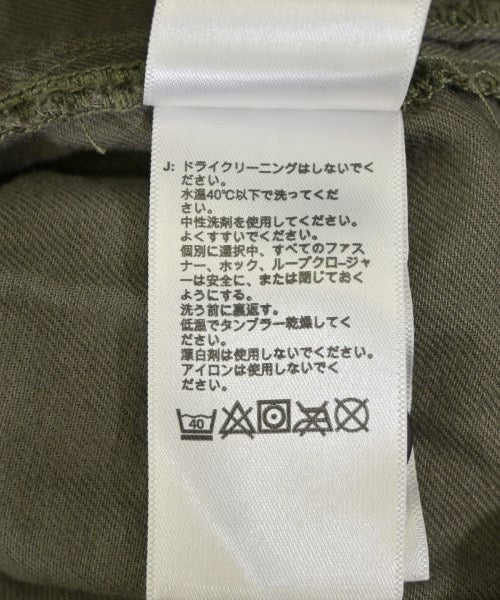 J: ドライクリーニングはしないでく
ださい。
水温40℃以下で洗ってくだ
さい。
中性洗剤を使用してください。
よくすすいでください。
個別に選択中、すべてのファス
ナー、ホック、ループクロージャ
ーは安全に、または閉じておく
ようにする。
洗う前に裏返す。
低温でタンブラー乾燥してく
ださい。
漂白剤は使用しないでください。
アイロンは使用しないでくださ
い。
40